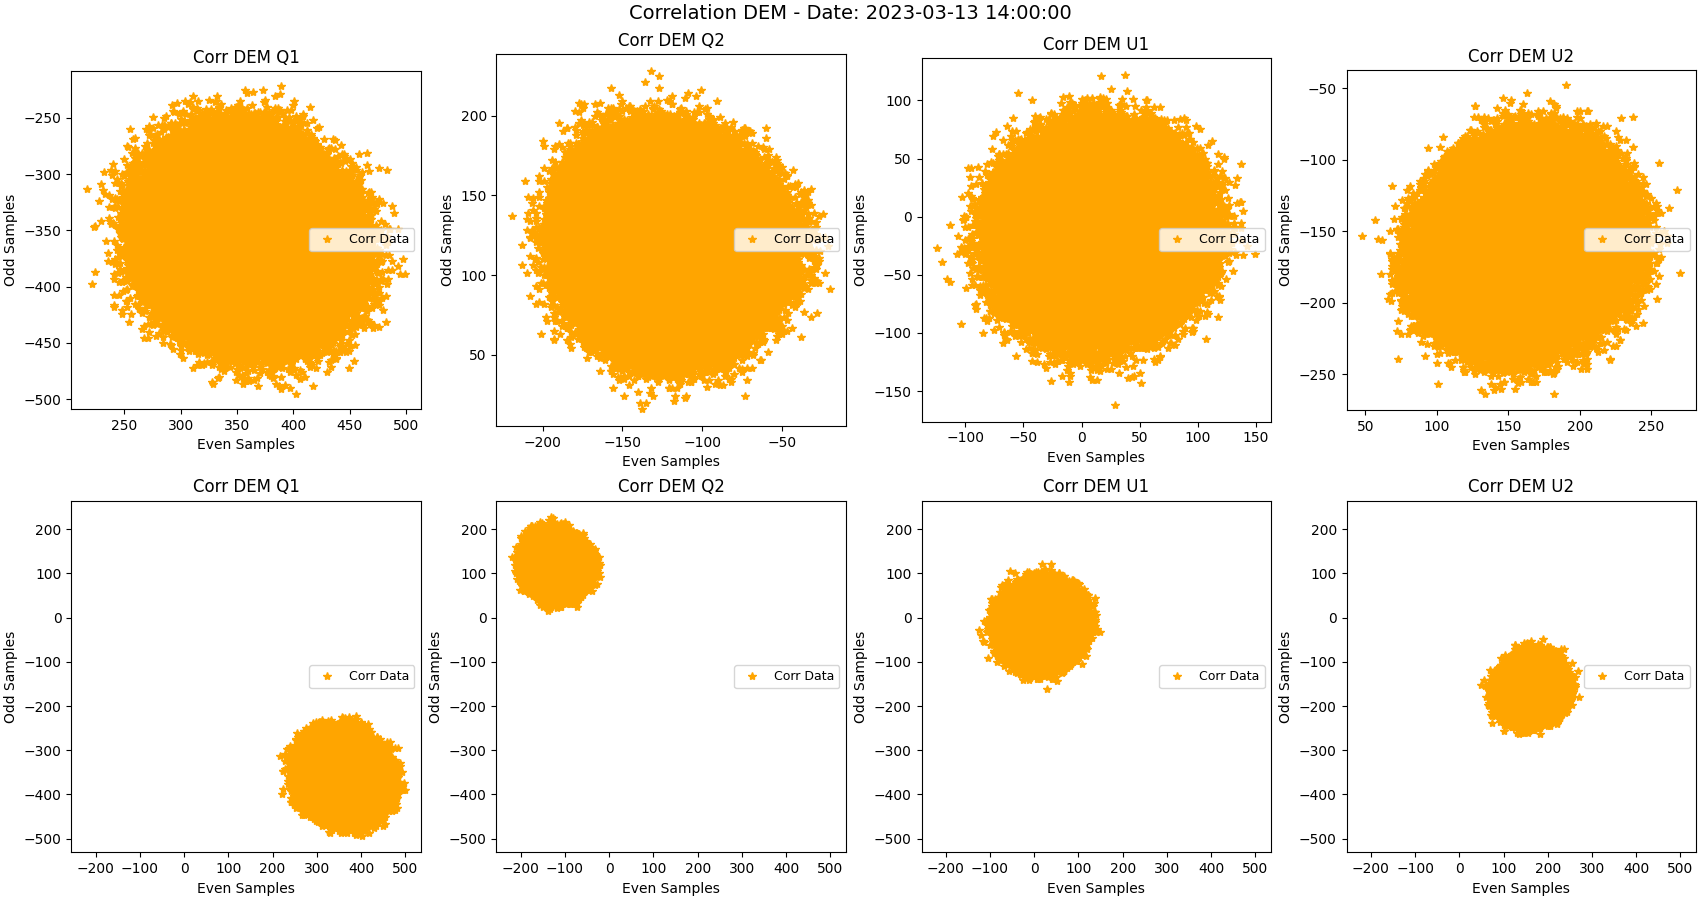 Correlation DEM - Date: 2023-03-13 14:00:00
Corr DEM Q1
Odd Samples
−250
−300
−350
−400
−450
−500
250 300 350 400 450 500
Even Samples
Corr Data
Corr DEM Q2
Odd Samples
200
150
100
50
−200 −150 −100 −50
Even Samples
Corr Data
Corr DEM U1
Odd Samples
100
50
0
−50
−100
−150
−100 −50 0 50 100 150
Even Samples
Corr Data
Corr DEM U2
Odd Samples
−50
−100
−150
−200
−250
50 100 150 200 250
Even Samples
Corr Data
Corr DEM Q1
Odd Samples
200
100
0
−100
−200
−300
−400
−500
−200 −100 0 100 200 300 400 500
Even Samples
Corr Data
Corr DEM Q2
Odd Samples
200
100
0
−100
−200
−300
−400
−500
−200 −100 0 100 200 300 400 500
Even Samples
Corr Data
Corr DEM U1
Odd Samples
200
100
0
−100
−200
−300
−400
−500
−200 −100 0 100 200 300 400 500
Even Samples
Corr Data
Corr DEM U2
Odd Samples
200
100
0
−100
−200
−300
−400
−500
−200 −100 0 100 200 300 400 500
Even Samples
Corr Data